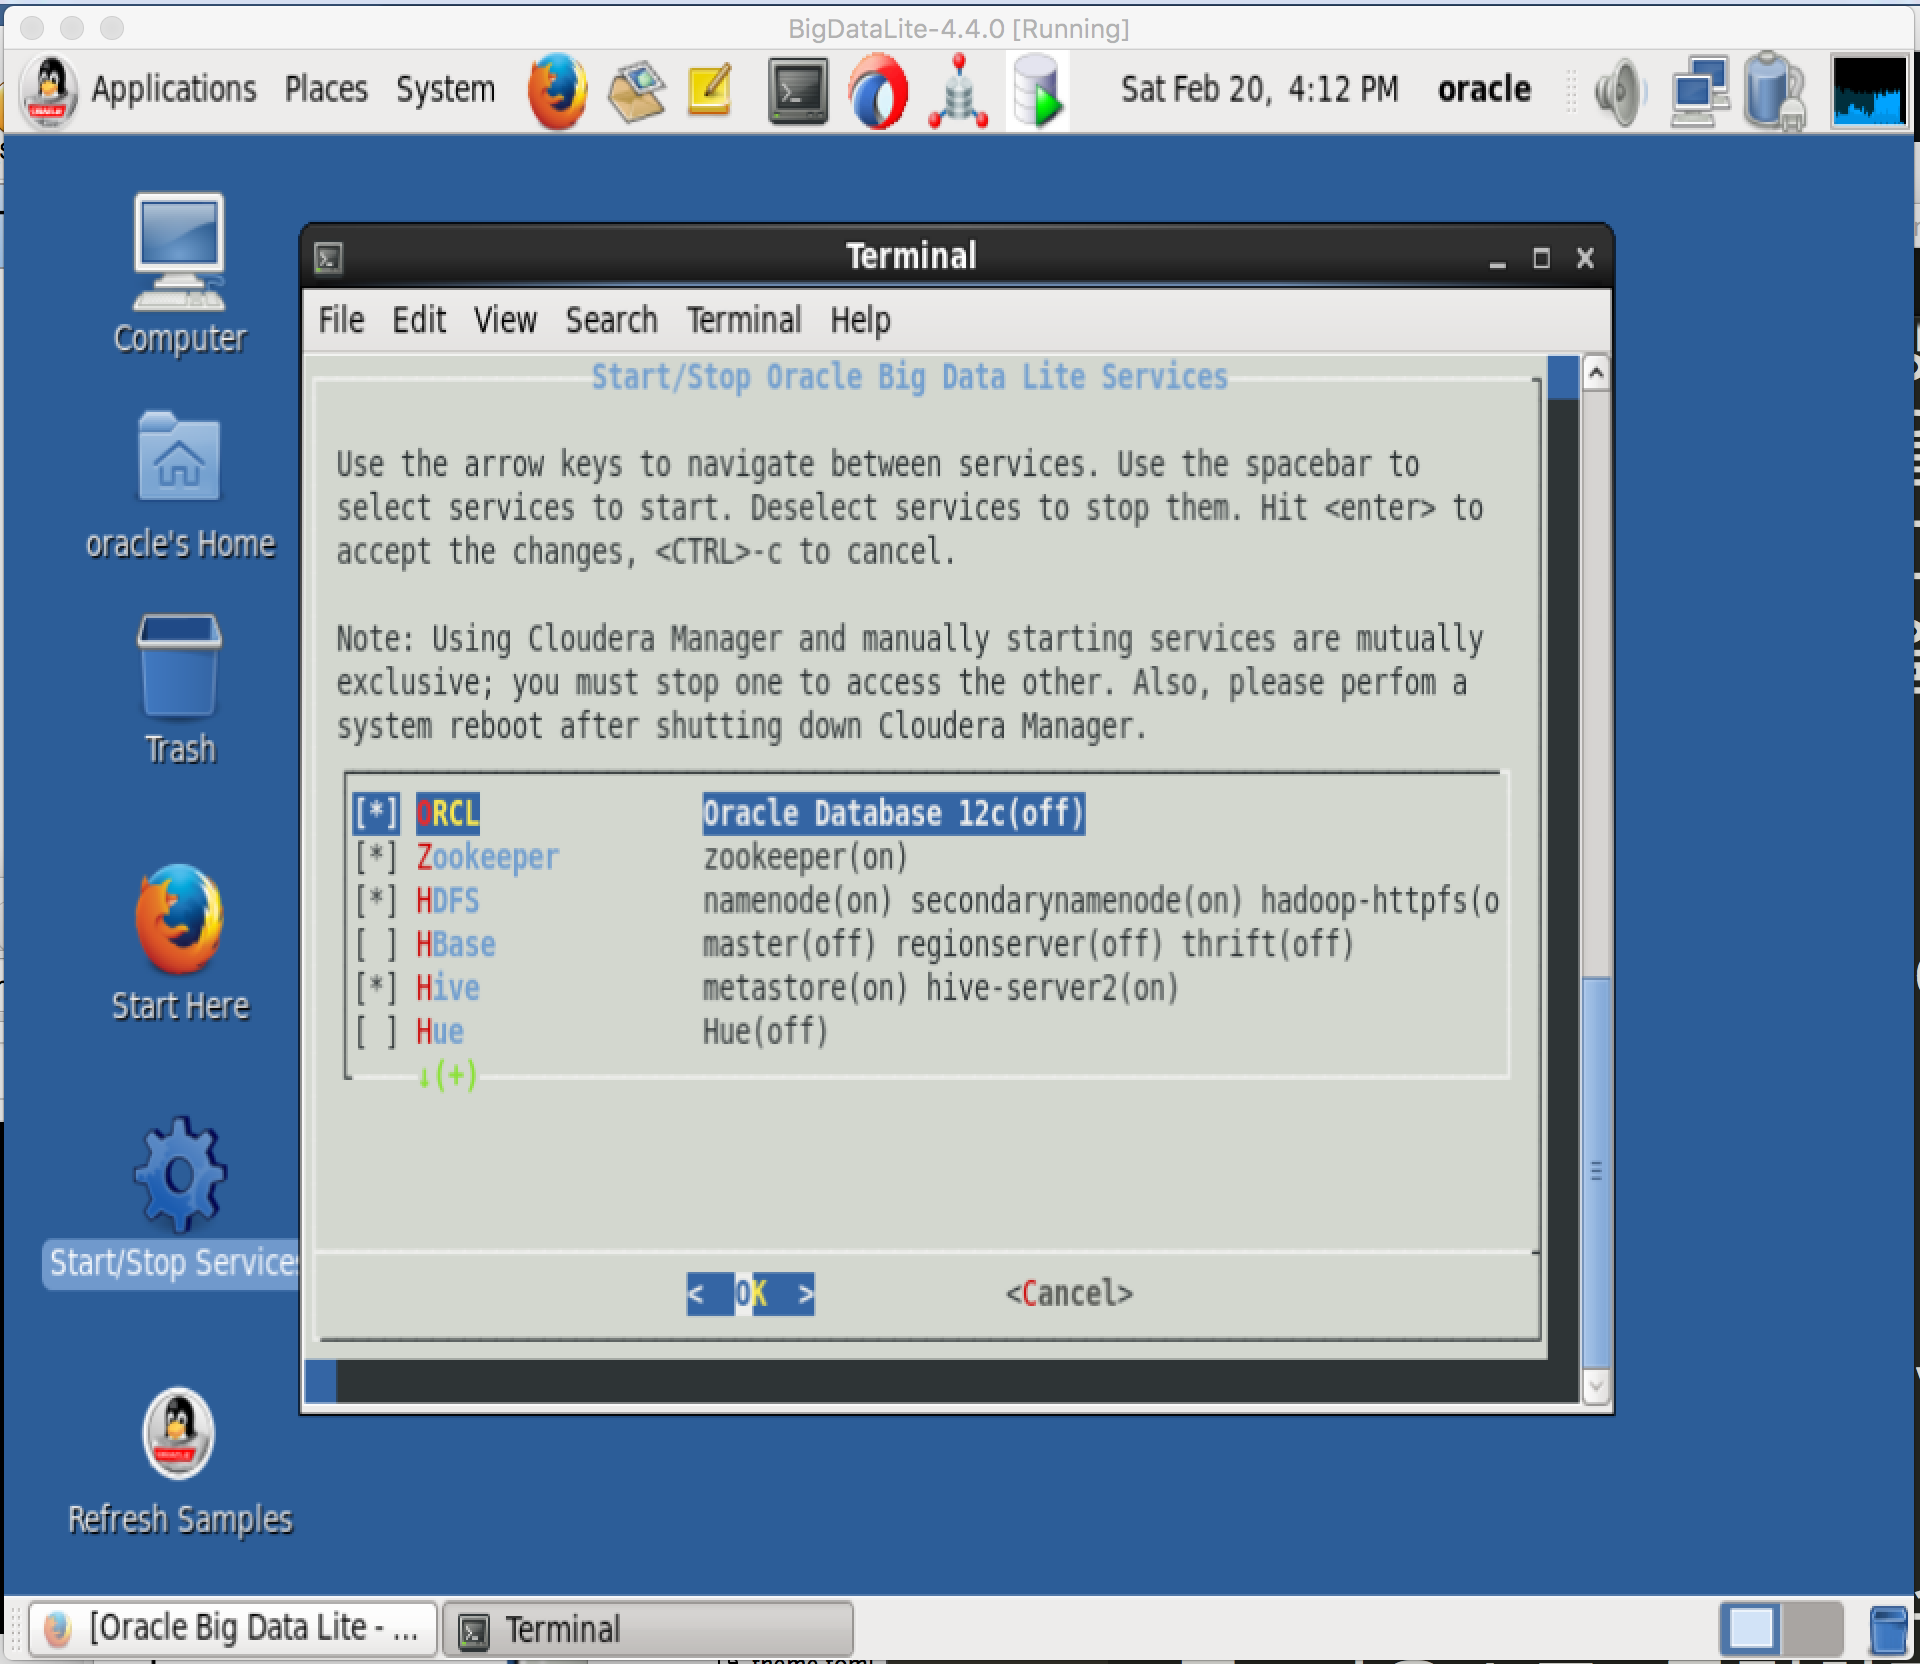 BigDataLite-4.4.0 [Running]
Applications Places System Sat Feb 20, 4:12 PM oracle
Computer
oracle's Home
Trash
Start Here
Start/Stop Services
Refresh Samples
Terminal
File Edit View Search Terminal Help
Start/Stop Oracle Big Data Lite Services
Use the arrow keys to navigate between services. Use the spacebar to
select services to start. Deselect services to stop them. Hit <enter> to
accept the changes, <CTRL>-c to cancel.
Note: Using Cloudera Manager and manually starting services are mutually
exclusive; you must stop one to access the other. Also, please perfom a
system reboot after shutting down Cloudera Manager.
[*] ORCL Oracle Database 12c(off)
[*] Zookeeper zookeeper(on)
[*] HDFS namenode(on) secondarynamenode(on) hadoop-httpfs(o
[ ] HBase master(off) regionserver(off) thrift(off)
[*] Hive metastore(on) hive-server2(on)
[ ] Hue Hue(off)
↓(+)
< OK > <Cancel>
[Oracle Big Data Lite - ... Terminal